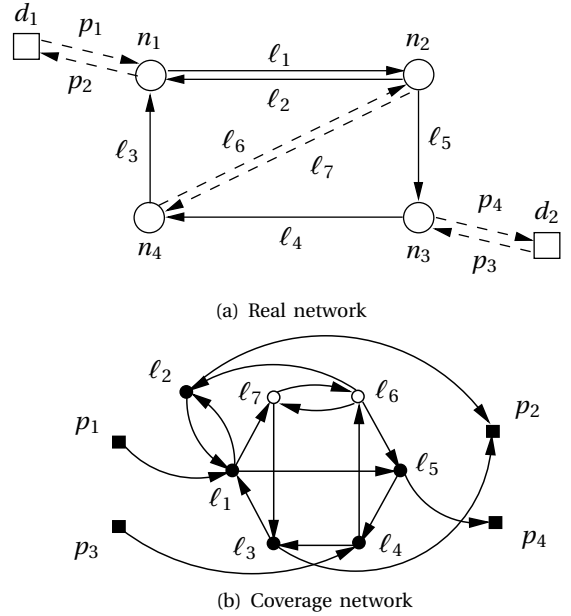 d₁
p₁
n₁
n₂
p₂
ℓ₁
ℓ₂
ℓ₃
ℓ₆
ℓ₇
ℓ₅
p₄
d₂
n₄
ℓ₄
n₃
p₃
(a) Real network
ℓ₂
ℓ₇
ℓ₆
p₁
p₂
ℓ₁
ℓ₅
p₃
ℓ₃
ℓ₄
p₄
(b) Coverage network